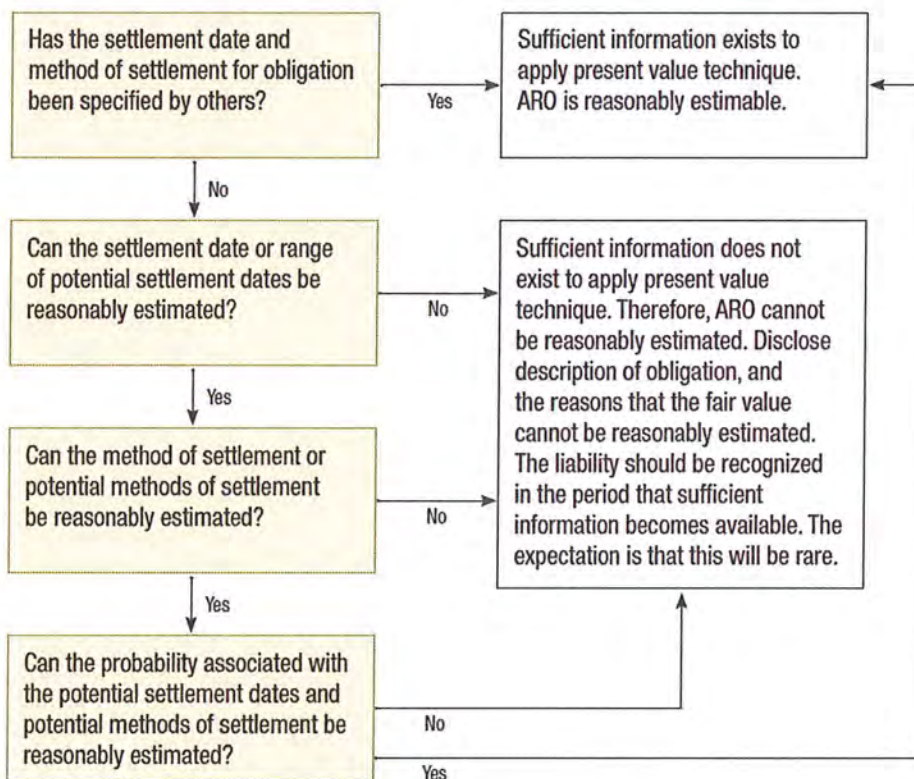 Has the settlement date and
method of settlement for obligation
been specified by others?
Yes
Sufficient information exists to
apply present value technique.
ARO is reasonably estimable.
No
Can the settlement date or range
of potential settlement dates be
reasonably estimated?
No
Sufficient information does not
exist to apply present value
technique. Therefore, ARO cannot
be reasonably estimated. Disclose
description of obligation, and
the reasons that the fair value
cannot be reasonably estimated.
The liability should be recognized
in the period that sufficient
information becomes available. The
expectation is that this will be rare.
Yes
Can the method of settlement or
potential methods of settlement
be reasonably estimated?
No
Yes
Can the probability associated with
the potential settlement dates and
potential methods of settlement be
reasonably estimated?
No
Yes